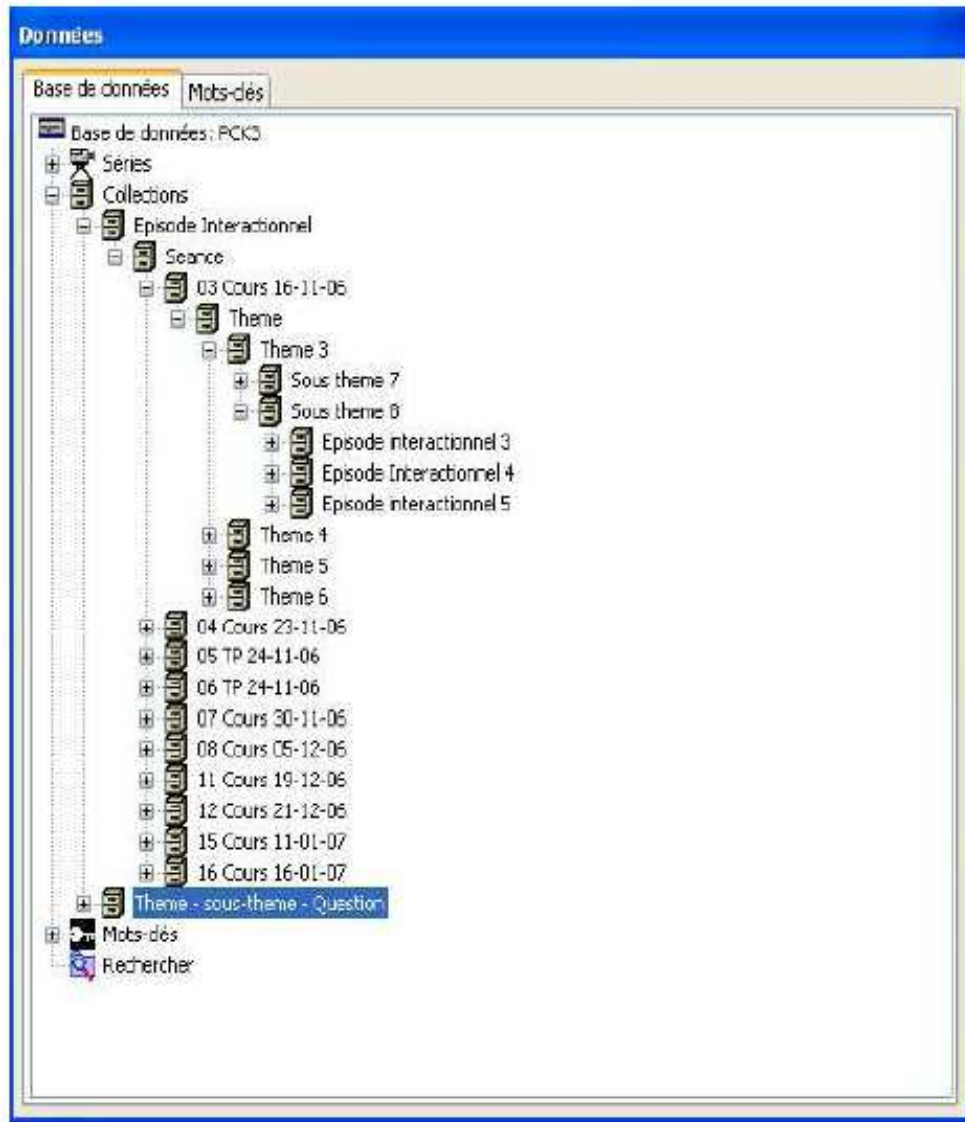 Données
Base de données Mots-clés
Base de données: PCK3
Séries
Collections
Episode Interactionnel
Seance
03 Cours 16-11-06
Theme
Theme 3
Sous theme 7
Sous theme 8
Episode interactionnel 3
Episode Interactionnel 4
Episode interactionnel 5
Theme 4
Theme 5
Theme 6
04 Cours 23-11-06
05 TP 24-11-06
06 TP 24-11-06
07 Cours 30-11-06
08 Cours 05-12-06
11 Cours 19-12-06
12 Cours 21-12-06
15 Cours 11-01-07
16 Cours 16-01-07
Theme - sous-theme - Question
Mots-clés
Rechercher